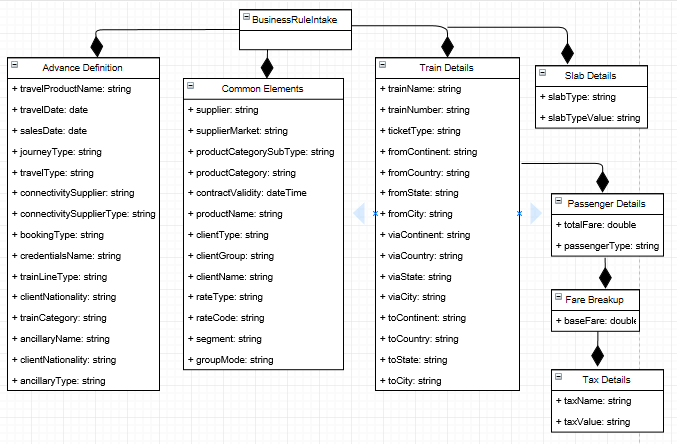 BusinessRuleIntake
Advance Definition
+ travelProductName: string
+ travelDate: date
+ salesDate: date
+ journeyType: string
+ travelType: string
+ connectivitySupplier: string
+ connectivitySupplierType: string
+ bookingType: string
+ credentialsName: string
+ trainLineType: string
+ clientNationality: string
+ trainCategory: string
+ ancillaryName: string
+ clientNationality: string
+ ancillaryType: string
Common Elements
+ supplier: string
+ supplierMarket: string
+ productCategorySubType: string
+ productCategory: string
+ contractValidity: dateTime
+ productName: string
+ clientType: string
+ clientGroup: string
+ clientName: string
+ rateType: string
+ rateCode: string
+ segment: string
+ groupMode: string
Train Details
+ trainName: string
+ trainNumber: string
+ ticketType: string
+ fromContinent: string
+ fromCountry: string
+ fromState: string
+ fromCity: string
+ viaContinent: string
+ viaCountry: string
+ viaState: string
+ viaCity: string
+ toContinent: string
+ toCountry: string
+ toState: string
+ toCity: string
Slab Details
+ slabType: string
+ slabTypeValue: string
Passenger Details
+ totalFare: double
+ passengerType: string
Fare Breakup
+ baseFare: double
Tax Details
+ taxName: string
+ taxValue: string